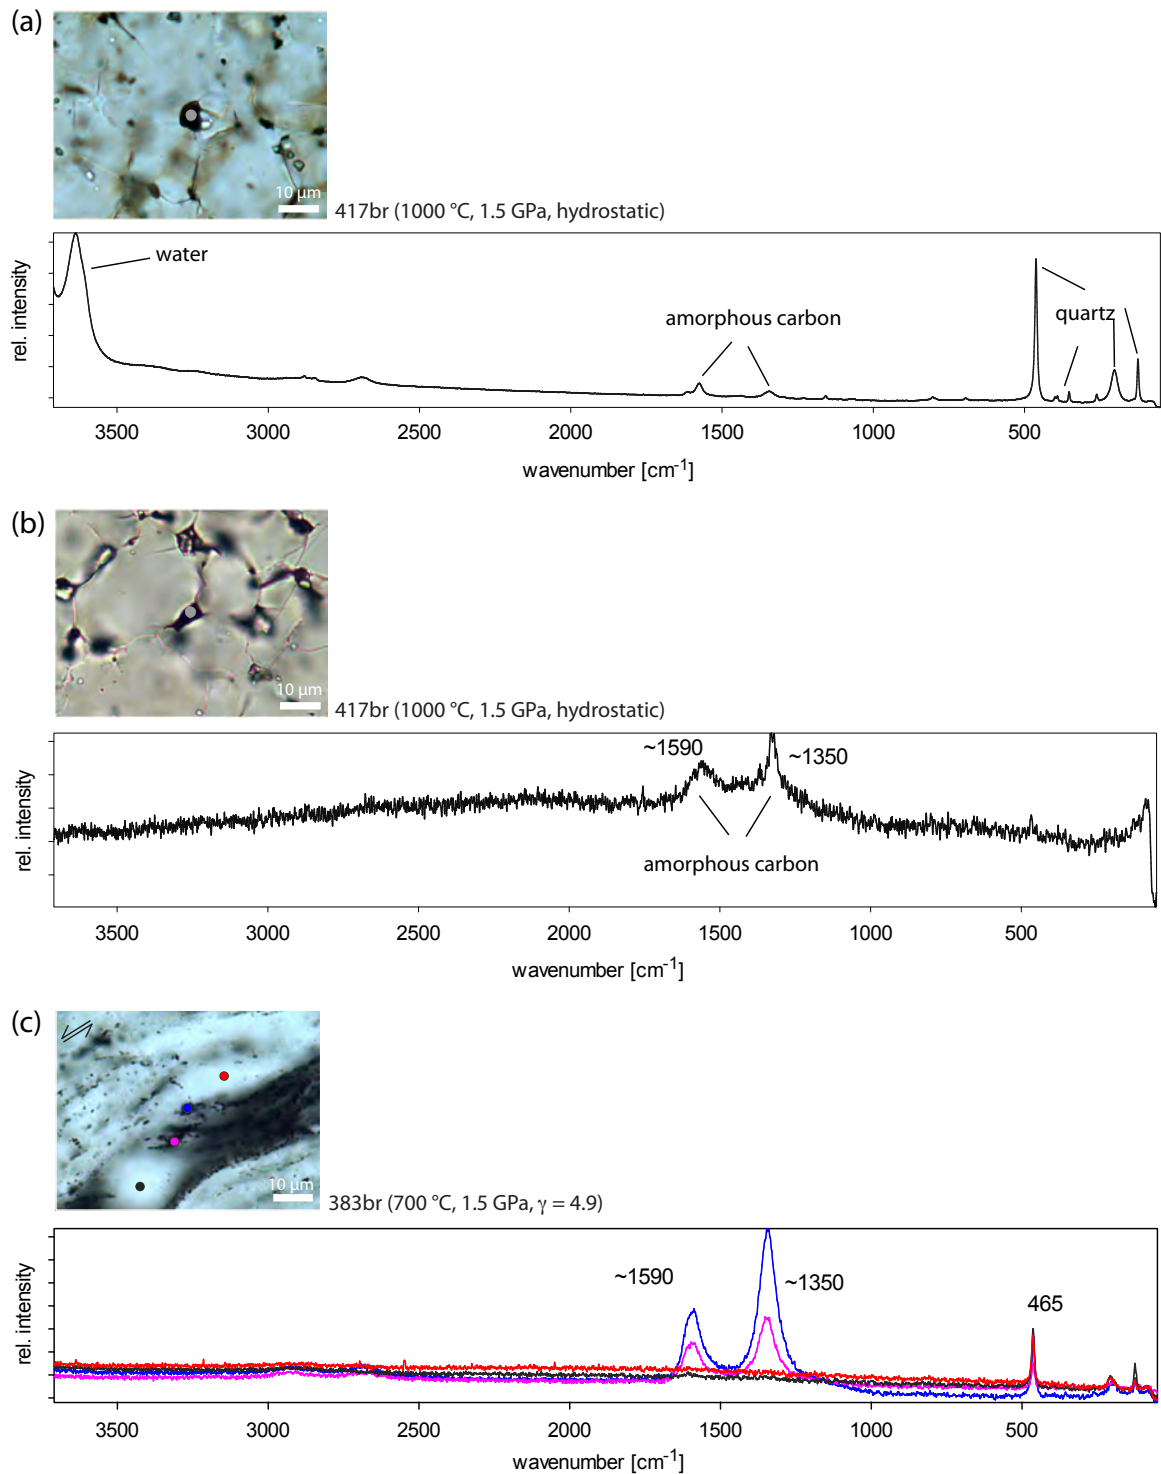 (a)
10 µm
417br (1000 °C, 1.5 GPa, hydrostatic)
rel. intensity
water
amorphous carbon
quartz
3500 3000 2500 2000 1500 1000 500
wavenumber [cm-1]
(b)
10 µm
417br (1000 °C, 1.5 GPa, hydrostatic)
rel. intensity
~1590
~1350
amorphous carbon
3500 3000 2500 2000 1500 1000 500
wavenumber [cm-1]
(c)
10 µm
383br (700 °C, 1.5 GPa, γ = 4.9)
rel. intensity
~1590
~1350
465
3500 3000 2500 2000 1500 1000 500
wavenumber [cm-1]